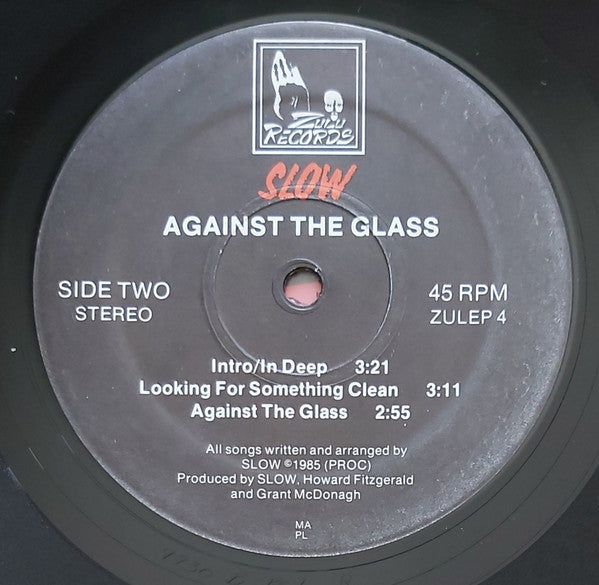 ZULU
RECORDS
SLOW
AGAINST THE GLASS
SIDE TWO
STEREO
45 RPM
ZULEP 4
Intro/In Deep 3:21
Looking For Something Clean 3:11
Against The Glass 2:55
All songs written and arranged by
SLOW ©1985 (PROC)
Produced by SLOW, Howard Fitzgerald
and Grant McDonagh
MA
PL